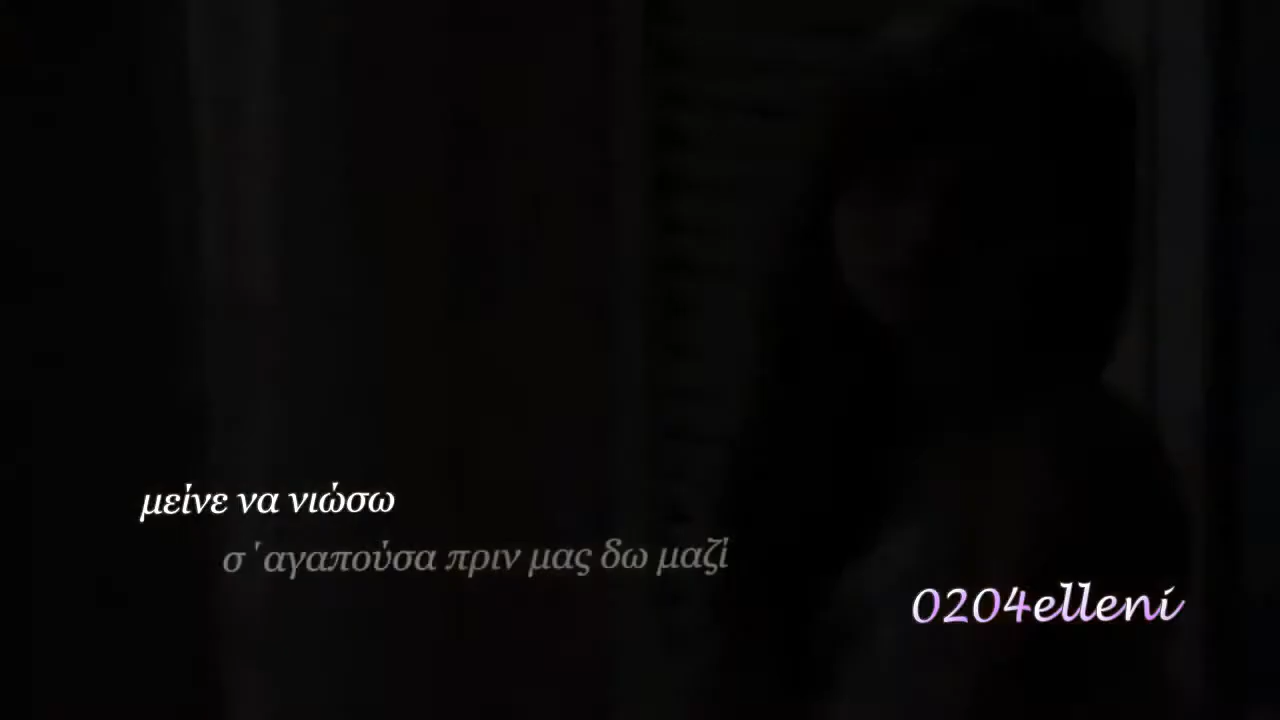 μείνε να νιώσω
σ 'αγαπούσα πριν μας δω μαζί
0204elleni